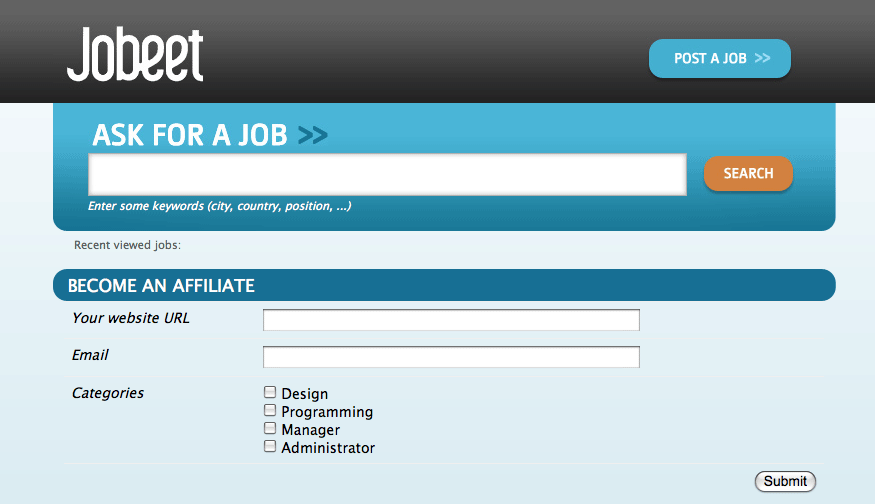 Jobeet
POST A JOB >>
ASK FOR A JOB >>
SEARCH
Enter some keywords (city, country, position, ...)
Recent viewed jobs:
BECOME AN AFFILIATE
Your website URL
Email
Categories
Design
Programming
Manager
Administrator
Submit